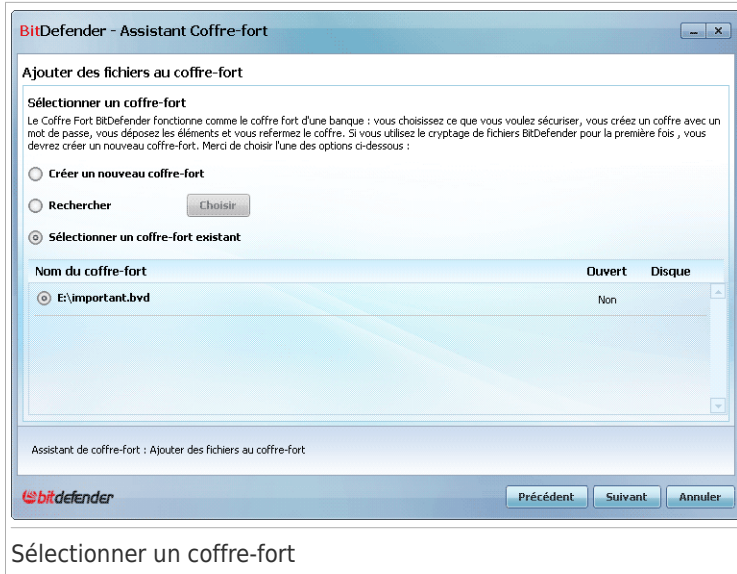 BitDefender - Assistant Coffre-fort
Ajouter des fichiers au coffre-fort
Sélectionner un coffre-fort
Le Coffre Fort BitDefender fonctionne comme le coffre fort d'une banque : vous choisissez ce que vous voulez sécuriser, vous créez un coffre avec un
mot de passe, vous déposez les éléments et vous refermez le coffre. Si vous utilisez le cryptage de fichiers BitDefender pour la première fois , vous
devrez créer un nouveau coffre-fort. Merci de choisir l'une des options ci-dessous :
Créer un nouveau coffre-fort
Rechercher Choisir
Sélectionner un coffre-fort existant
Nom du coffre-fort Ouvert Disque
E:\important.bvd Non
Assistant de coffre-fort : Ajouter des fichiers au coffre-fort
bitdefender Précédent Suivant Annuler
Sélectionner un coffre-fort